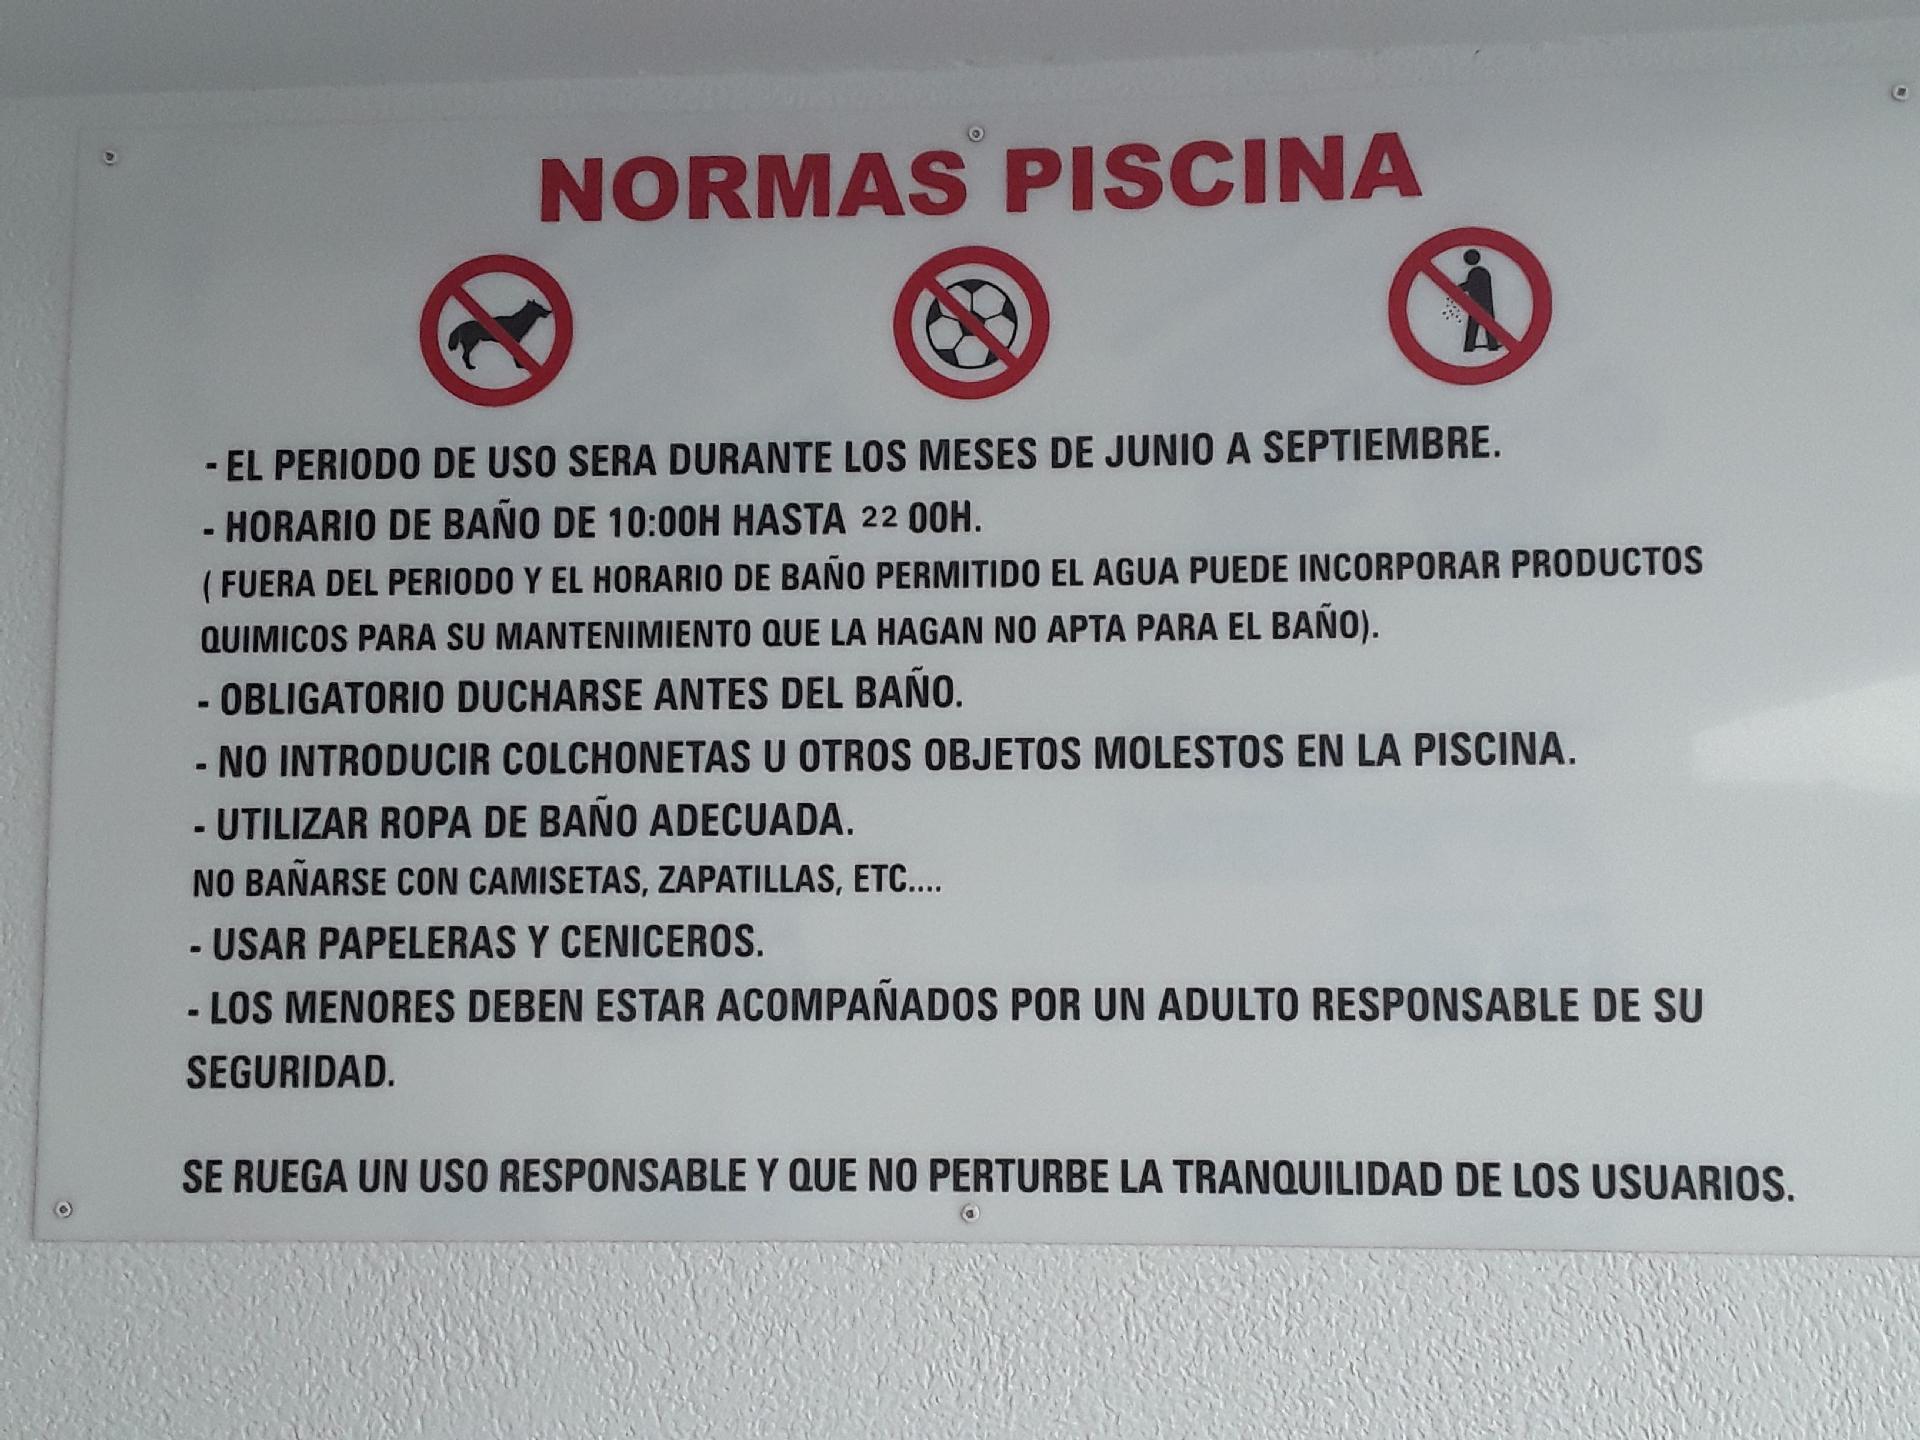 NORMAS PISCINA
- EL PERIODO DE USO SERA DURANTE LOS MESES DE JUNIO A SEPTIEMBRE.
- HORARIO DE BAÑO DE 10:00H HASTA 22 00H.
( FUERA DEL PERIODO Y EL HORARIO DE BAÑO PERMITIDO EL AGUA PUEDE INCORPORAR PRODUCTOS
QUIMICOS PARA SU MANTENIMIENTO QUE LA HAGAN NO APTA PARA EL BAÑO).
- OBLIGATORIO DUCHARSE ANTES DEL BAÑO.
- NO INTRODUCIR COLCHONETAS U OTROS OBJETOS MOLESTOS EN LA PISCINA.
- UTILIZAR ROPA DE BAÑO ADECUADA.
NO BAÑARSE CON CAMISETAS, ZAPATILLAS, ETC....
- USAR PAPELERAS Y CENICEROS.
- LOS MENORES DEBEN ESTAR ACOMPAÑADOS POR UN ADULTO RESPONSABLE DE SU
SEGURIDAD.
SE RUEGA UN USO RESPONSABLE Y QUE NO PERTURBE LA TRANQUILIDAD DE LOS USUARIOS.